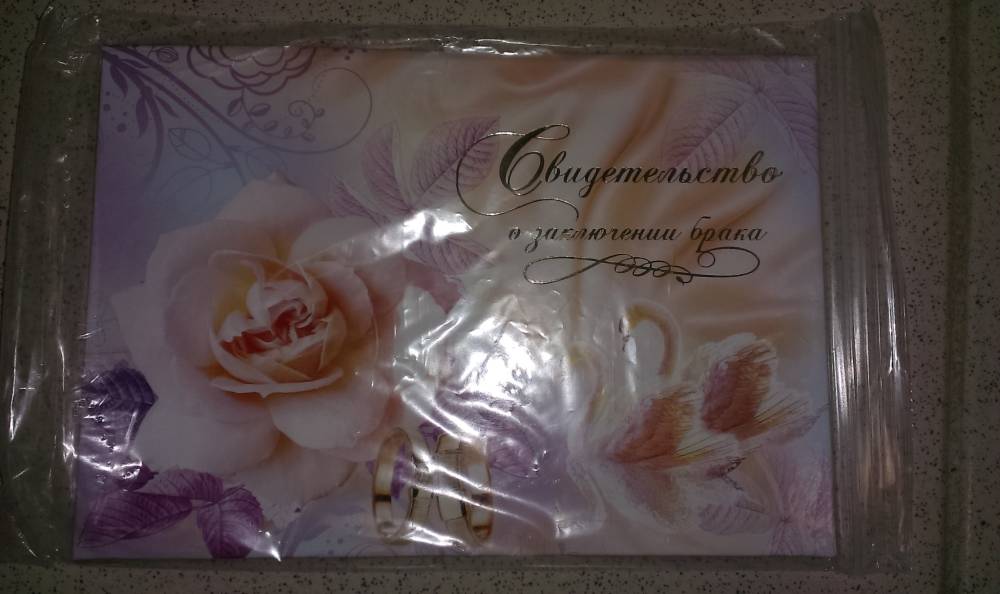 Свидетельство
о заключении брака